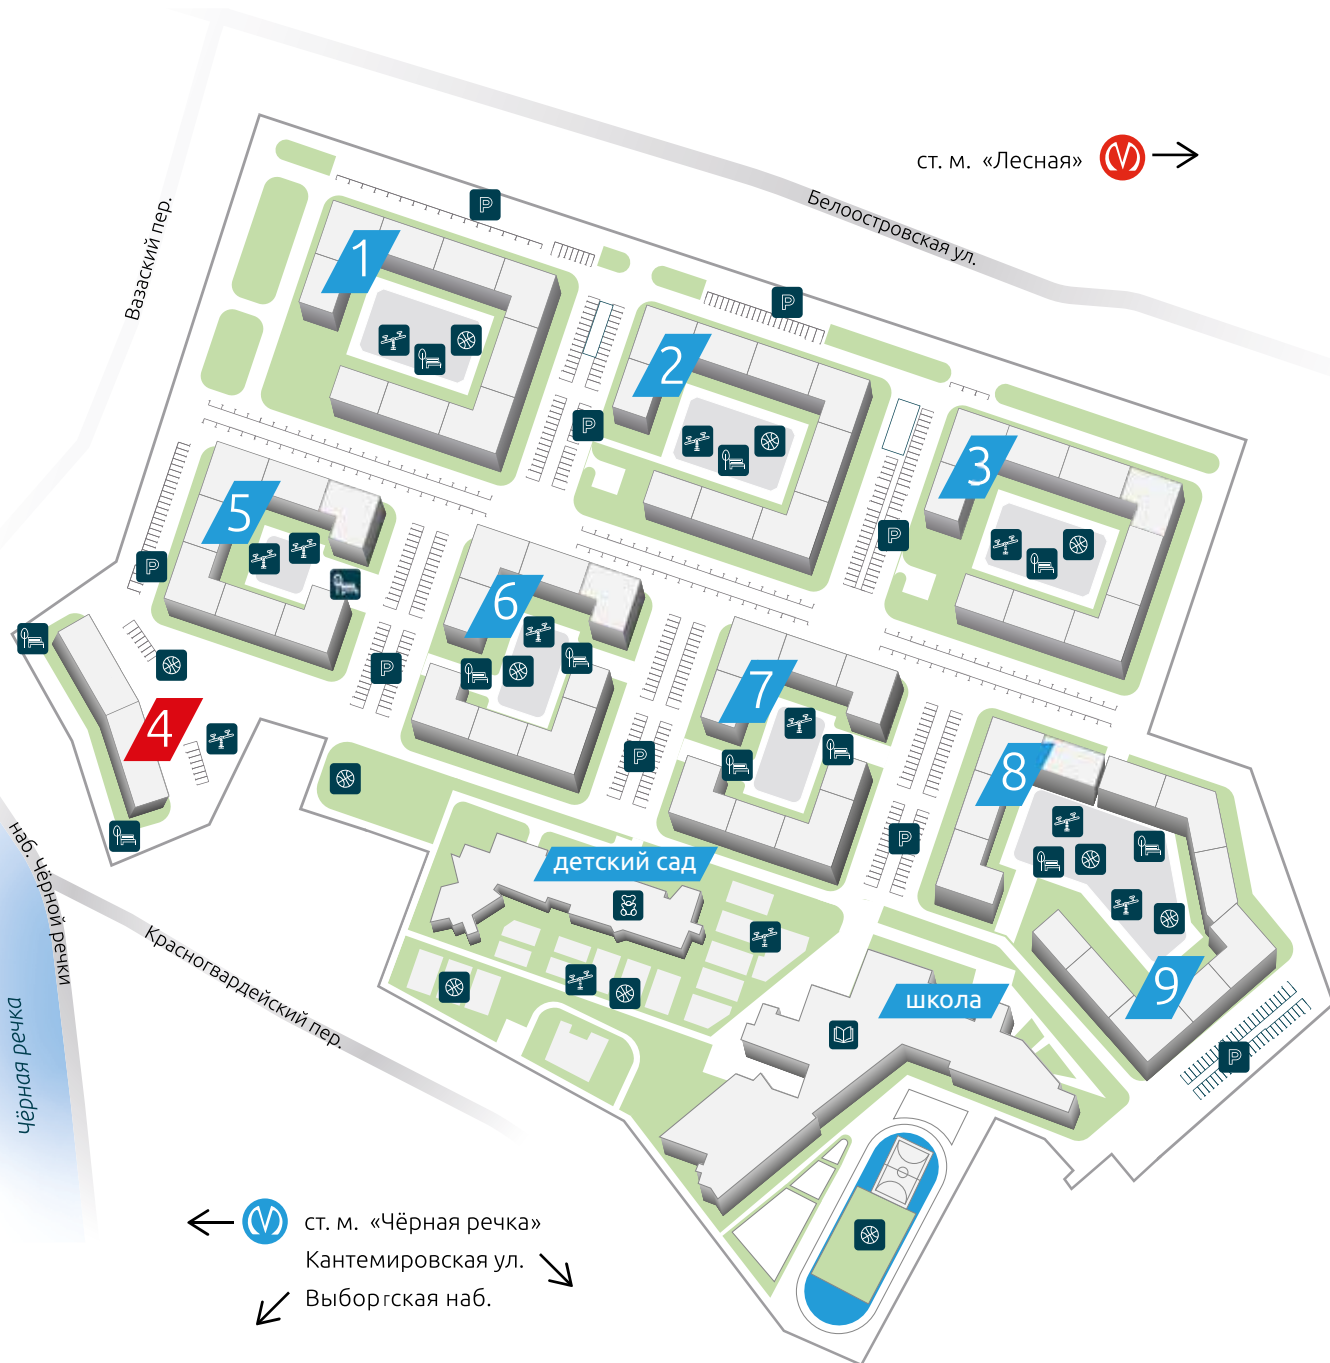 ст. м. «Лесная»
Белоостровская ул.
Вазаский пер.
P
P
1
2
P
3
5
P
P
6
P
4
7
P
8
P
детский сад
наб. Чёрной речки
Красногвардейский пер.
школа
9
P
Чёрная речка
ст. м. «Чёрная речка»
Кантемировская ул.
Выборгская наб.